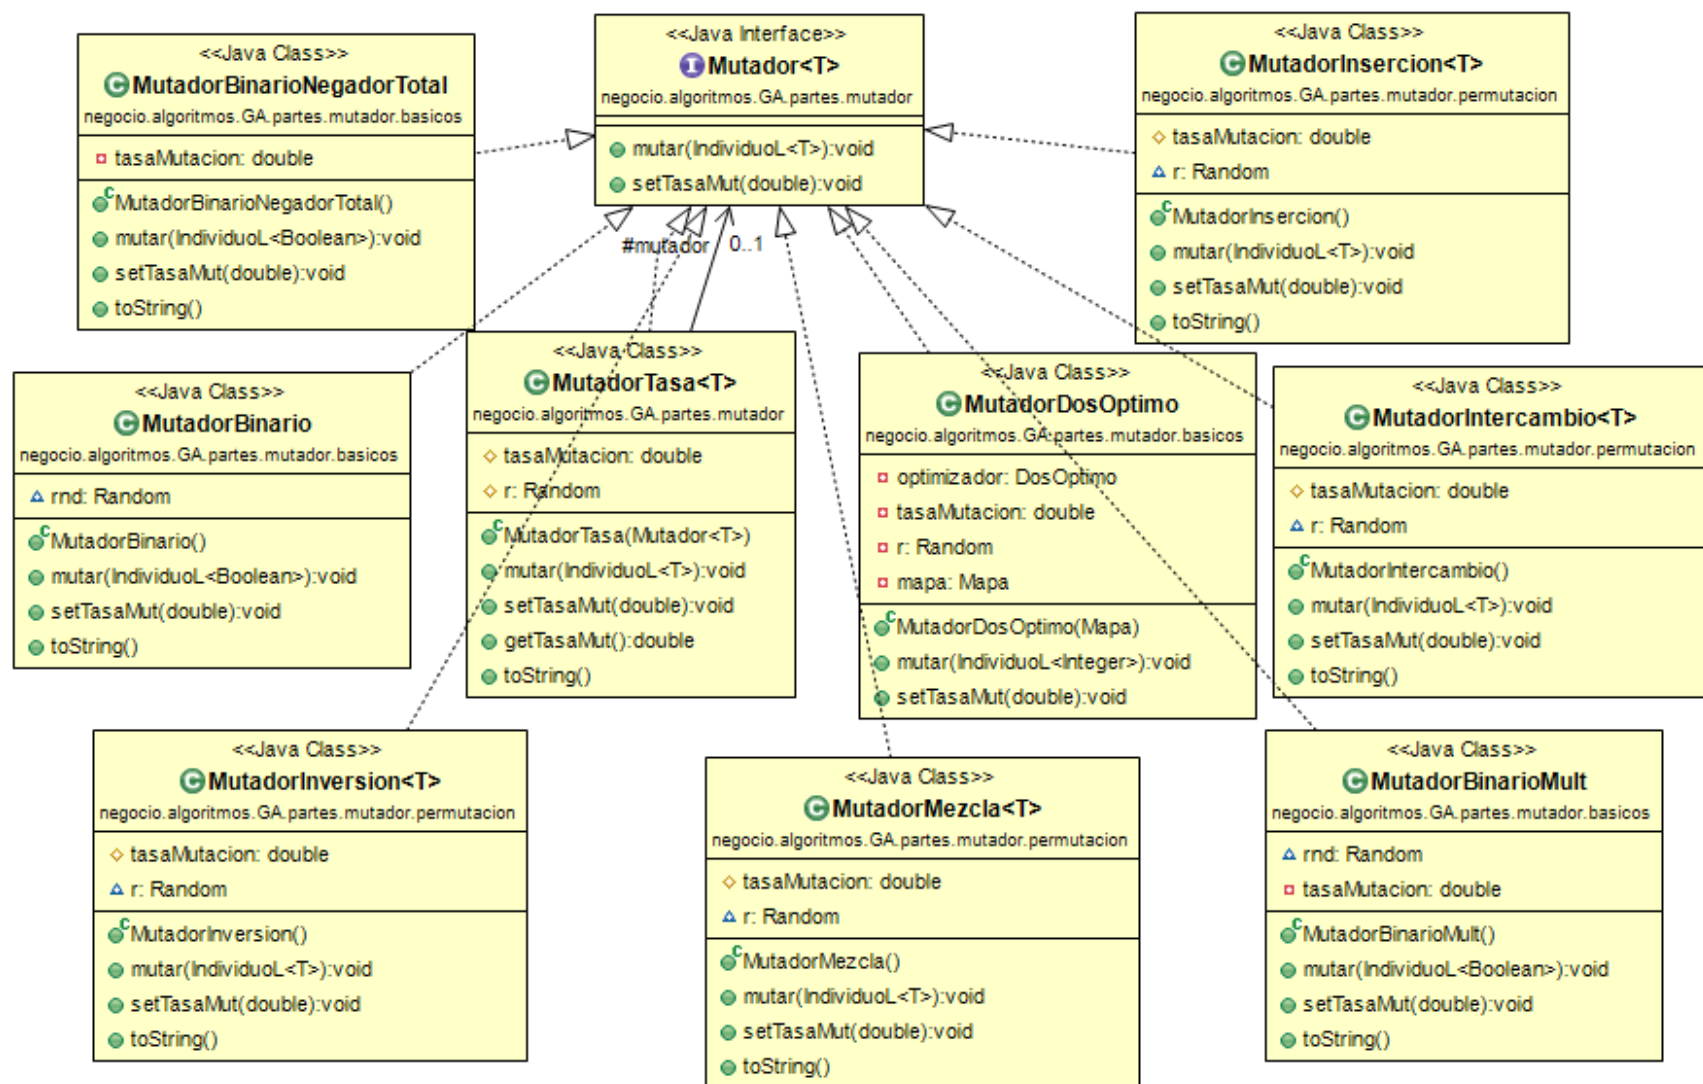 <<Java Class>>
MutadorBinarioNegadorTotal
negocio.algoritmos.GA.partes.mutador.basicos
tasaMutacion: double
MutadorBinarioNegadorTotal()
mutar(IndividuoL<Boolean>):void
setTasaMut(double):void
toString()
<<Java Interface>>
Mutador<T>
negocio.algoritmos.GA.partes.mutador
mutar(IndividuoL<T>):void
setTasaMut(double):void
<<Java Class>>
MutadorInsercion<T>
negocio.algoritmos.GA.partes.mutador.permutacion
tasaMutacion: double
r: Random
MutadorInsercion()
mutar(IndividuoL<T>):void
setTasaMut(double):void
toString()
#mutador 0..1
<<Java Class>>
MutadorBinario
negocio.algoritmos.GA.partes.mutador.basicos
rnd: Random
MutadorBinario()
mutar(IndividuoL<Boolean>):void
setTasaMut(double):void
toString()
<<Java Class>>
MutadorTasa<T>
negocio.algoritmos.GA.partes.mutador
tasaMutacion: double
r: Random
MutadorTasa(Mutador<T>)
mutar(IndividuoL<T>):void
setTasaMut(double):void
getTasaMut():double
toString()
<<Java Class>>
MutadorDosOptimo
negocio.algoritmos.GA.partes.mutador.basicos
optimizador: DosOptimo
tasaMutacion: double
r: Random
mapa: Mapa
MutadorDosOptimo(Mapa)
mutar(IndividuoL<Integer>):void
setTasaMut(double):void
<<Java Class>>
MutadorIntercambio<T>
negocio.algoritmos.GA.partes.mutador.permutacion
tasaMutacion: double
r: Random
MutadorIntercambio()
mutar(IndividuoL<T>):void
setTasaMut(double):void
toString()
<<Java Class>>
MutadorInversion<T>
negocio.algoritmos.GA.partes.mutador.permutacion
tasaMutacion: double
r: Random
MutadorInversion()
mutar(IndividuoL<T>):void
setTasaMut(double):void
toString()
<<Java Class>>
MutadorMezcla<T>
negocio.algoritmos.GA.partes.mutador.permutacion
tasaMutacion: double
r: Random
MutadorMezcla()
mutar(IndividuoL<T>):void
setTasaMut(double):void
toString()
<<Java Class>>
MutadorBinarioMult
negocio.algoritmos.GA.partes.mutador.basicos
rnd: Random
tasaMutacion: double
MutadorBinarioMult()
mutar(IndividuoL<Boolean>):void
setTasaMut(double):void
toString()